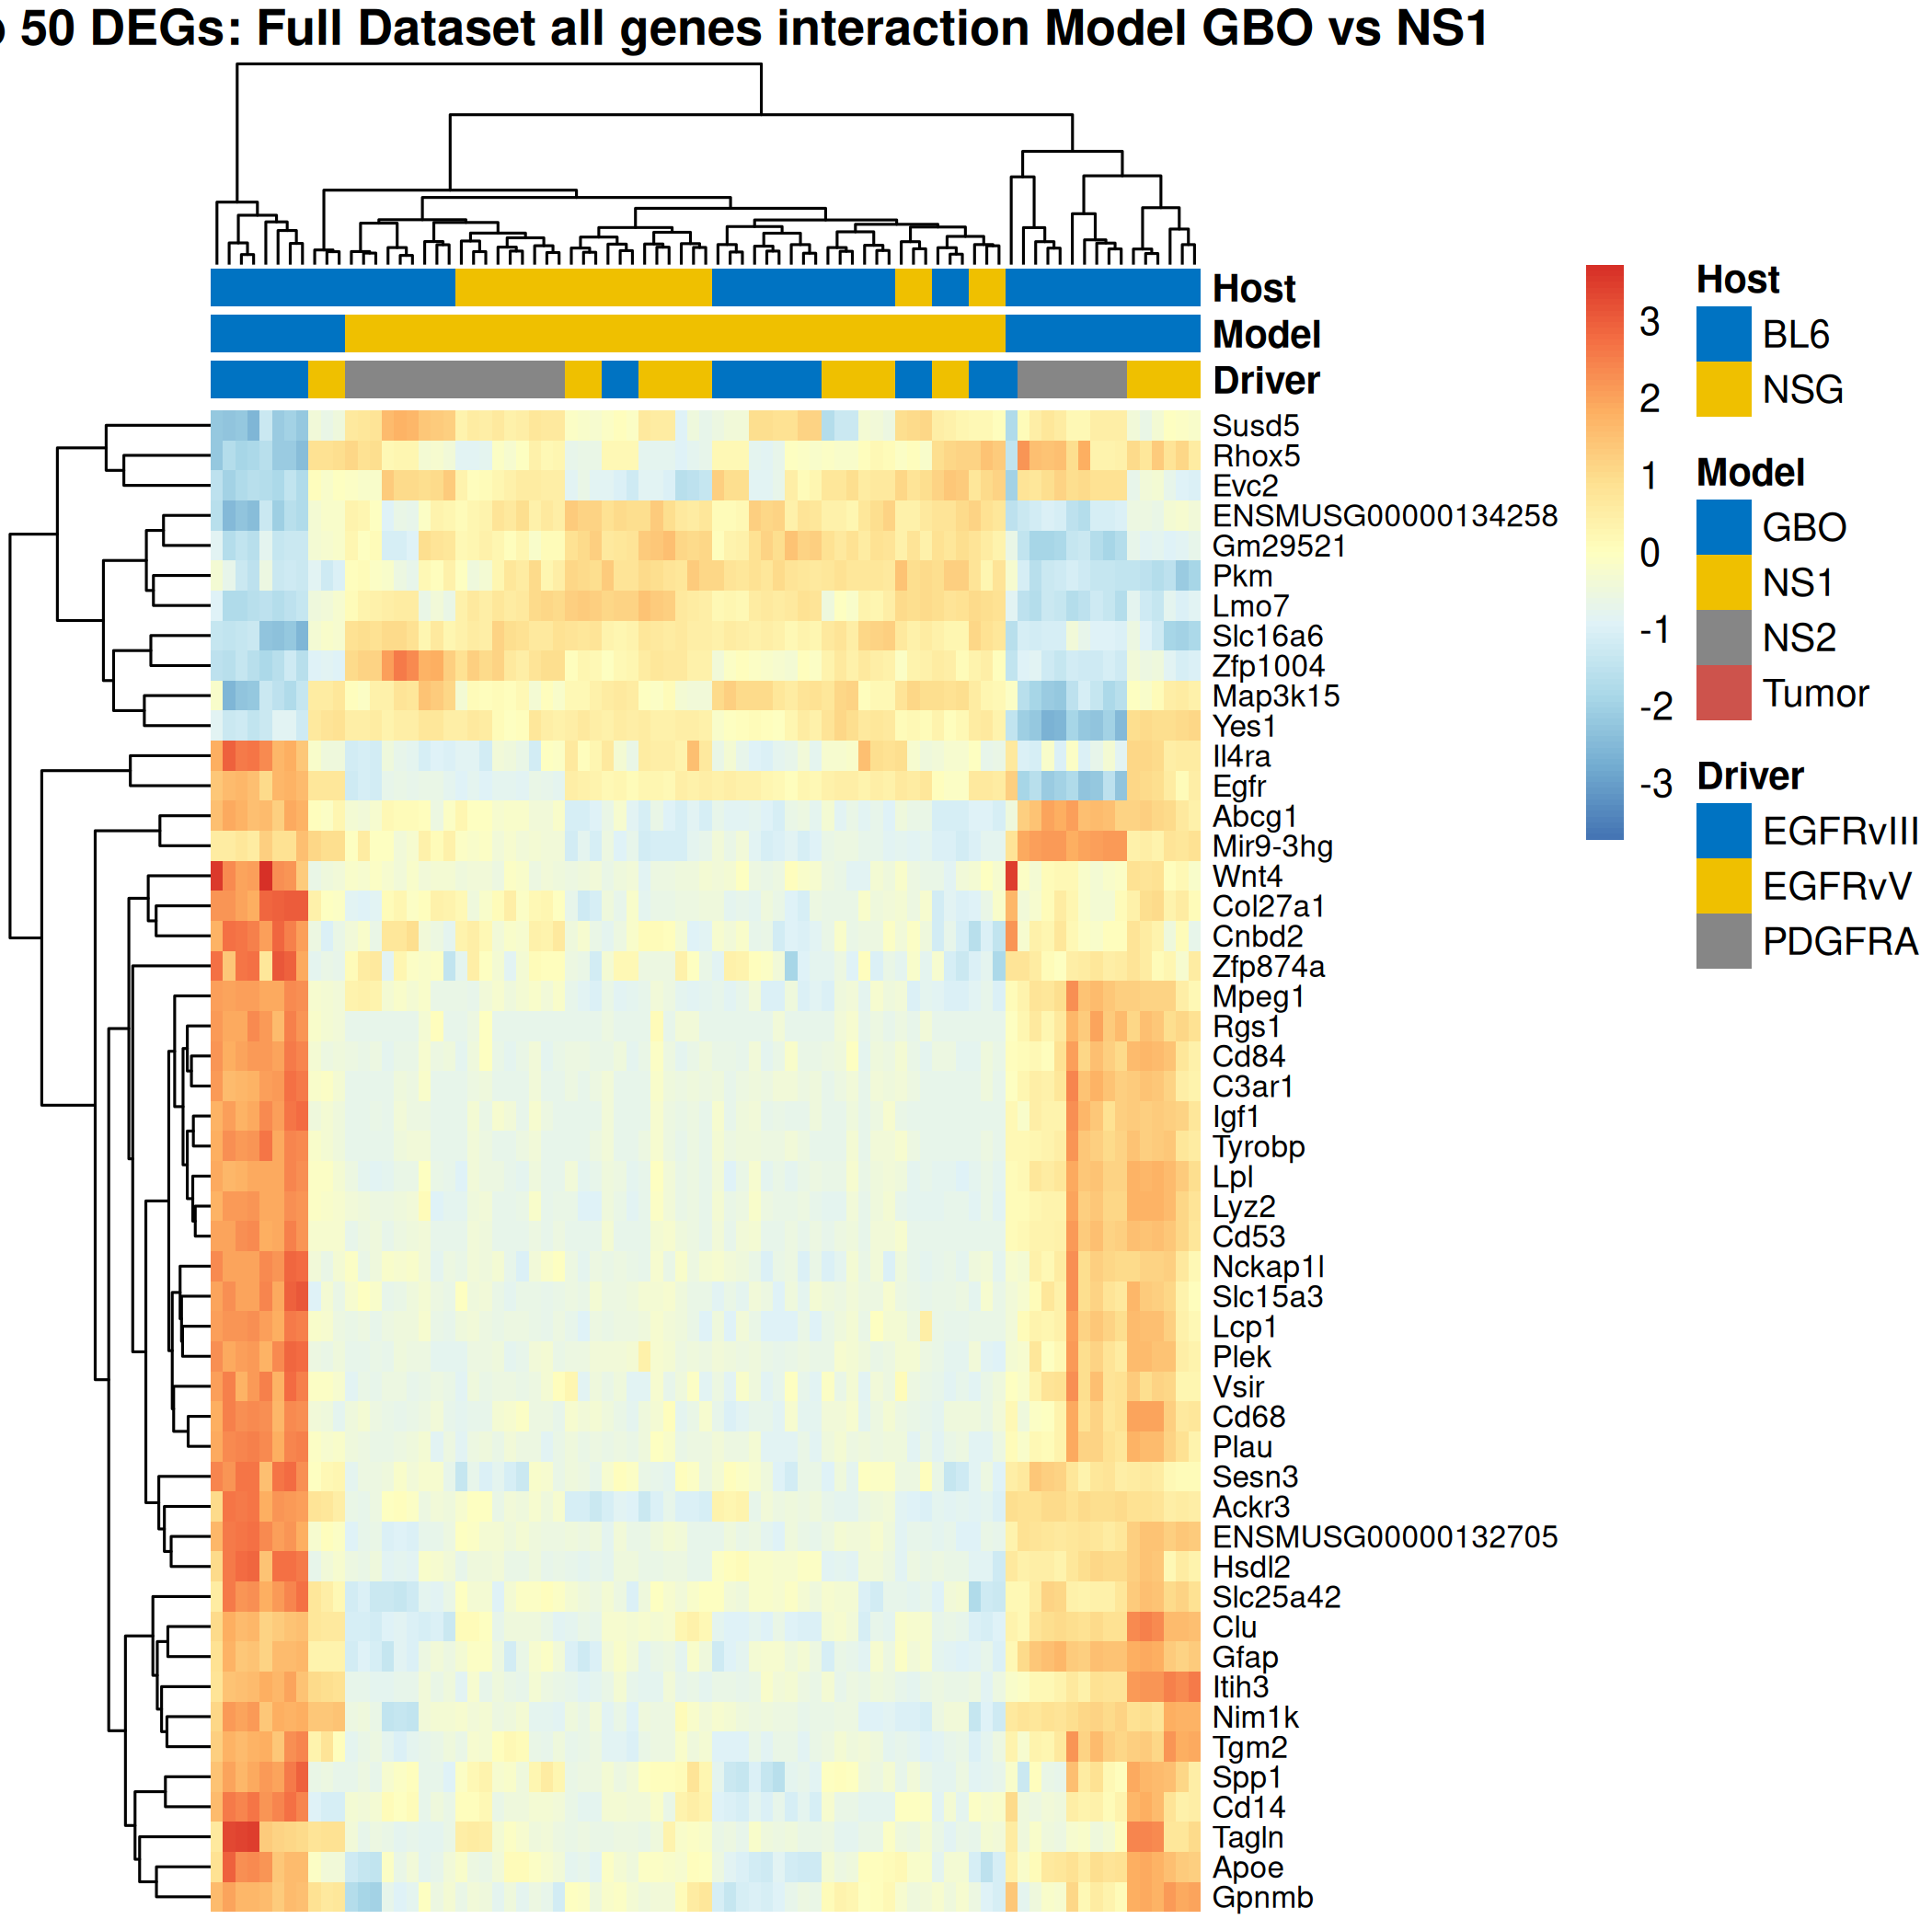 50 DEGs: Full Dataset all genes interaction Model GBO vs NS1
Host
Model
Driver
Susd5
Rhox5
Evc2
ENSMUSG00000134258
Gm29521
Pkm
Lmo7
Slc16a6
Zfp1004
Map3k15
Yes1
Il4ra
Egfr
Abcg1
Mir9-3hg
Wnt4
Col27a1
Cnbd2
Zfp874a
Mpeg1
Rgs1
Cd84
C3ar1
Igf1
Tyrobp
Lpl
Lyz2
Cd53
Nckap1l
Slc15a3
Lcp1
Plek
Vsir
Cd68
Plau
Sesn3
Ackr3
ENSMUSG00000132705
Hsdl2
Slc25a42
Clu
Gfap
Itih3
Nim1k
Tgm2
Spp1
Cd14
Tagln
Apoe
Gpnmb
3
2
1
0
-1
-2
-3
Host
BL6
NSG
Model
GBO
NS1
NS2
Tumor
Driver
EGFRvIII
EGFRvV
PDGFRA